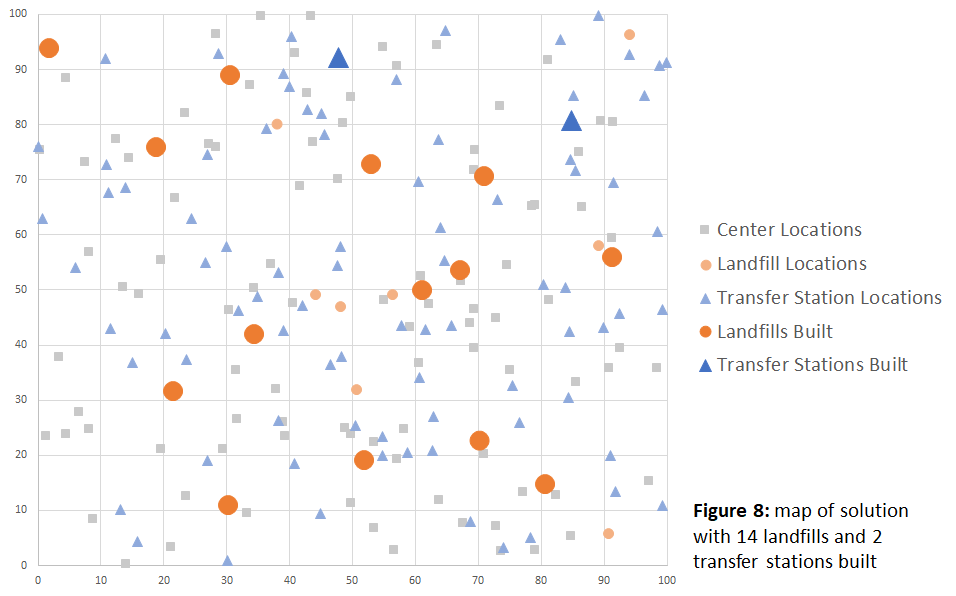 100
90
80
70
60
50
40
30
20
10
0
0 10 20 30 40 50 60 70 80 90 100
Center Locations
Landfill Locations
Transfer Station Locations
Landfills Built
Transfer Stations Built
Figure 8: map of solution
with 14 landfills and 2
transfer stations built